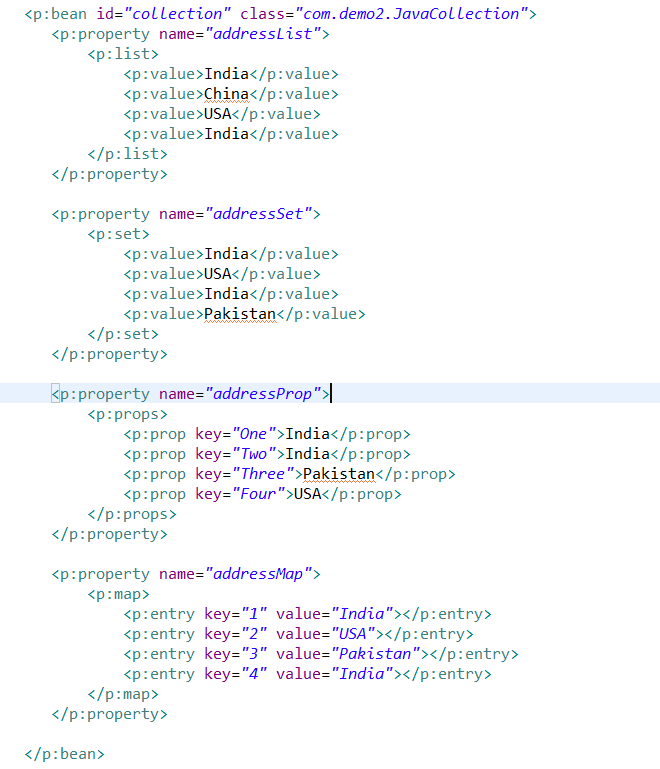 <p:bean id="collection" class="com.demo2.JavaCollection">
<p:property name="addressList">
<p:list>
<p:value>India</p:value>
<p:value>China</p:value>
<p:value>USA</p:value>
<p:value>India</p:value>
</p:list>
</p:property>
<p:property name="addressSet">
<p:set>
<p:value>India</p:value>
<p:value>USA</p:value>
<p:value>India</p:value>
<p:value>Pakistan</p:value>
</p:set>
</p:property>
<p:property name="addressProp">
<p:props>
<p:prop key="One">India</p:prop>
<p:prop key="Two">India</p:prop>
<p:prop key="Three">Pakistan</p:prop>
<p:prop key="Four">USA</p:prop>
</p:props>
</p:property>
<p:property name="addressMap">
<p:map>
<p:entry key="1" value="India"></p:entry>
<p:entry key="2" value="USA"></p:entry>
<p:entry key="3" value="Pakistan"></p:entry>
<p:entry key="4" value="India"></p:entry>
</p:map>
</p:property>
</p:bean>